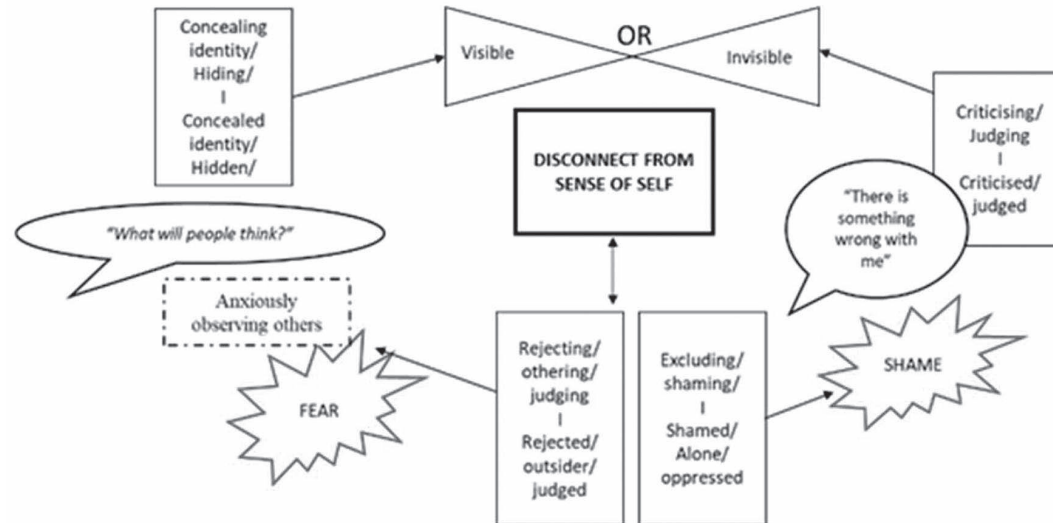 Concealing
identity/
Hiding/
I
Concealed
identity/
Hidden/
Visible
OR
Invisible
Criticising/
Judging
I
Criticised/
judged
DISCONNECT FROM
SENSE OF SELF
"What will people think?"
"There is
something
wrong with
me"
Anxiously
observing others
FEAR
Rejecting/
othering/
judging
I
Rejected/
outsider/
judged
Excluding/
shaming/
I
Shamed/
Alone/
oppressed
SHAME